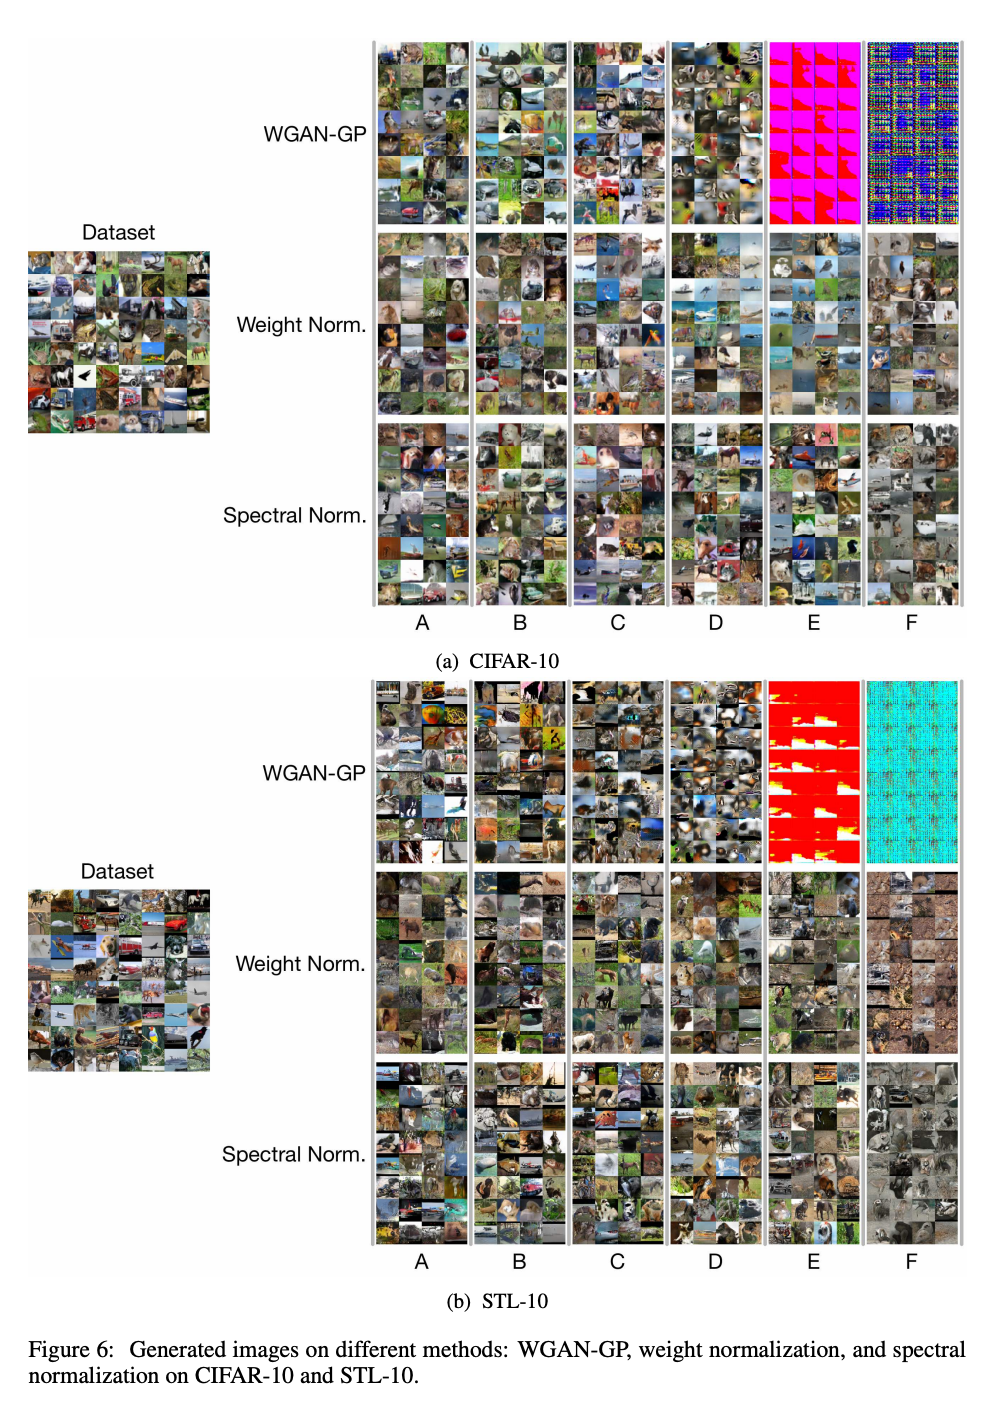 WGAN-GP
Dataset
Weight Norm.
Spectral Norm.
A B C D E F
(a) CIFAR-10
WGAN-GP
Dataset
Weight Norm.
Spectral Norm.
A B C D E F
(b) STL-10
Figure 6: Generated images on different methods: WGAN-GP, weight normalization, and spectral
normalization on CIFAR-10 and STL-10.